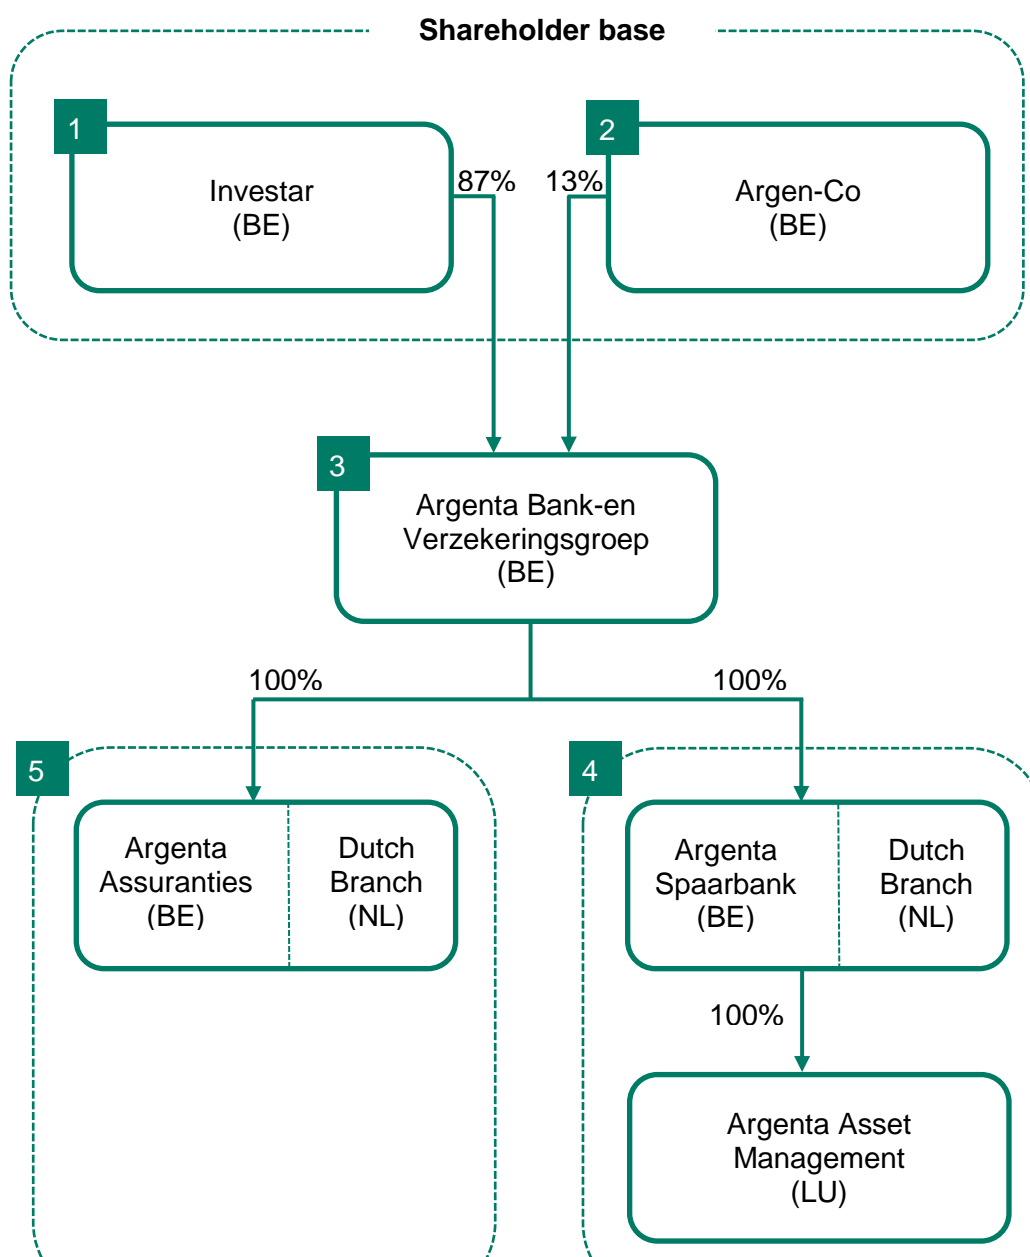 Shareholder base
1
Investar
(BE)
87%
13%
2
Argen-Co
(BE)
3
Argenta Bank-en
Verzekeringsgroep
(BE)
100%
100%
5
Argenta
Assuranties
(BE)
Dutch
Branch
(NL)
4
Argenta
Spaarbank
(BE)
Dutch
Branch
(NL)
100%
Argenta Asset
Management
(LU)